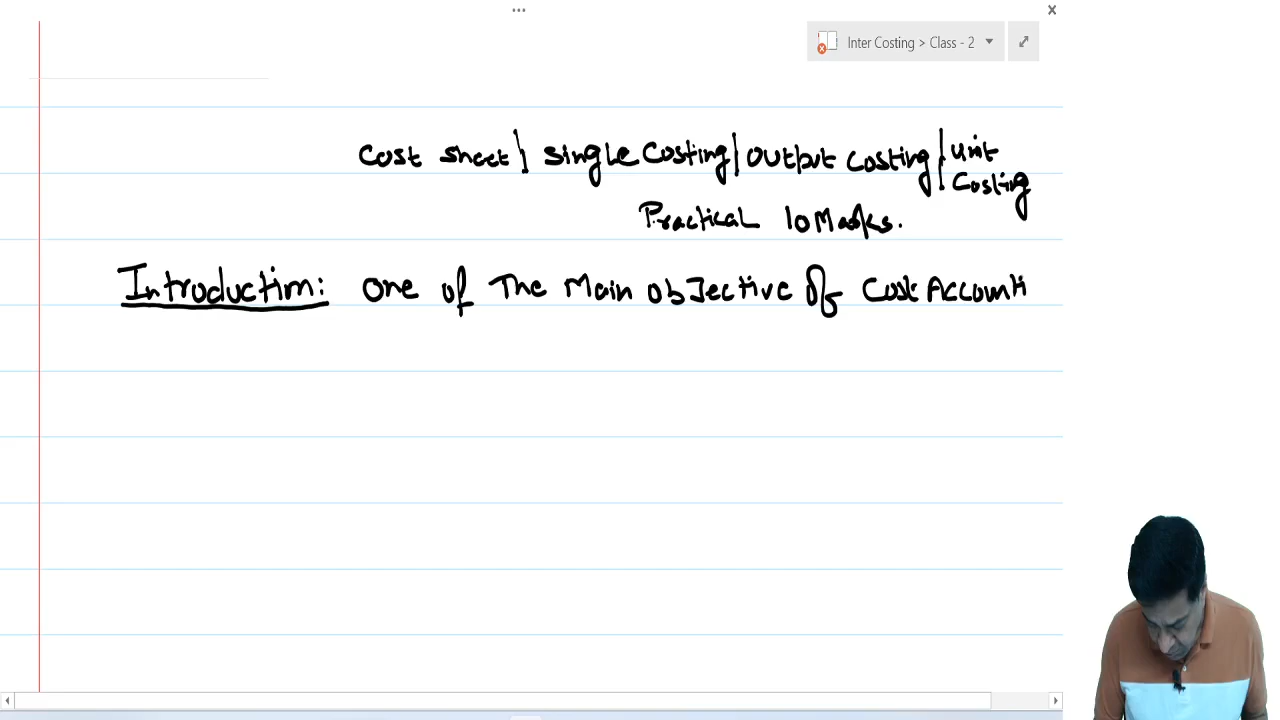 Inter Costing > Class - 2
Cost sheet | Single Costing | Output Costing | Unit Costing
Practical 10 Marks.
Introduction: One of The Main Objective Of Cost Accounti